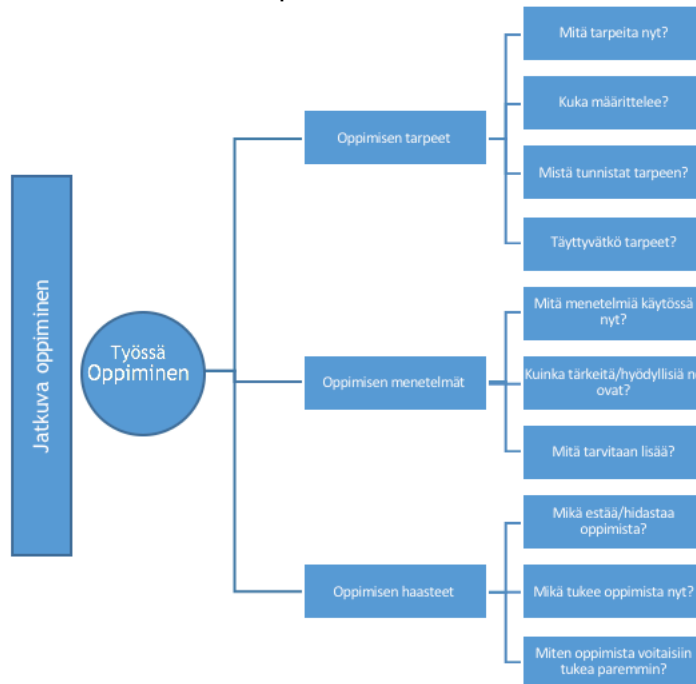 Jatkuva oppiminen
Työssä
Oppiminen
Oppimisen tarpeet
Mitä tarpeita nyt?
Kuka määrittelee?
Mistä tunnistat tarpeen?
Täyttyvätkö tarpeet?
Oppimisen menetelmät
Mitä menetelmiä käytössä
nyt?
Kuinka tärkeitä/hyödyllisiä
ovat?
Mitä tarvitaan lisää?
Oppimisen haasteet
Mikä estää/hidastaa
oppimista?
Mikä tukee oppimista nyt?
Miten oppimista voitaisiin
tukea paremmin?